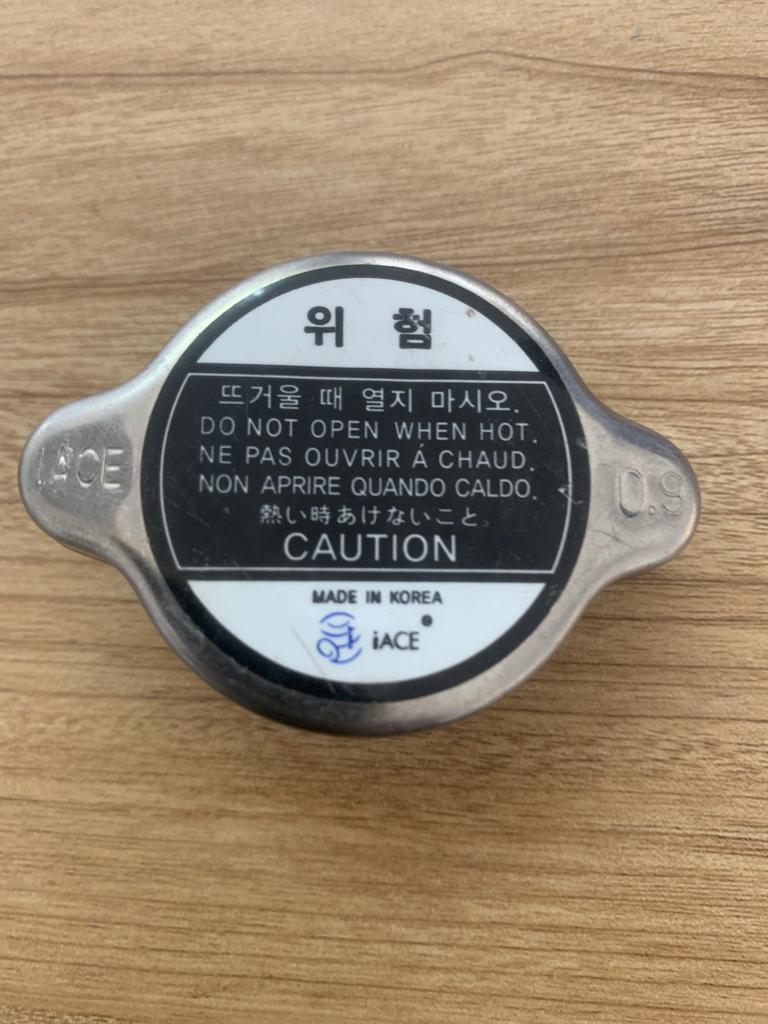 위 험
뜨거울 때 열지 마시오.
DO NOT OPEN WHEN HOT.
NE PAS OUVRIR Á CHAUD.
NON APRIRE QUANDO CALDO.
熱い時あけないこと。
CAUTION
MADE IN KOREA
iACE
iACE
0.9